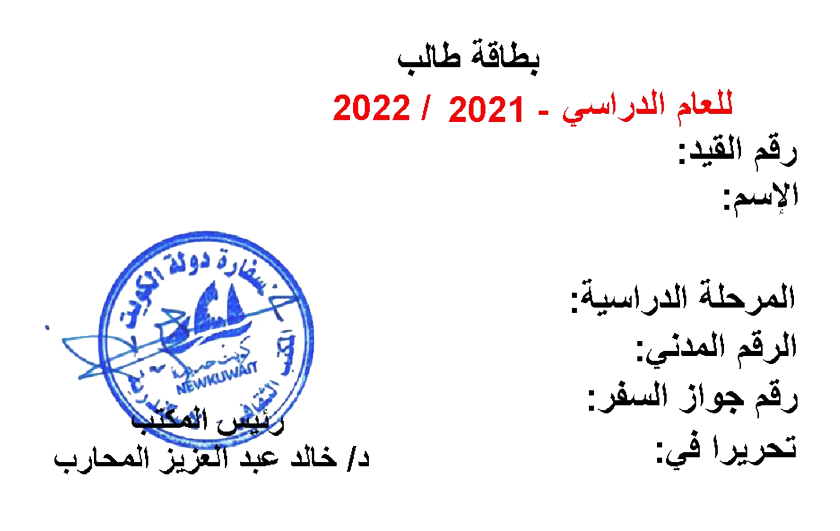 بطاقة طالب
للعام الدراسي - 2021 / 2022
رقم القيد:
الإسم:
المرحلة الدراسية:
الرقم المدني:
رقم جواز السفر:
تحريرا في:
سفارة دولة الكويت
المكتب الثقافي
NEWKUWAIT
رئيس المكتب
د/ خالد عبد العزيز المحارب